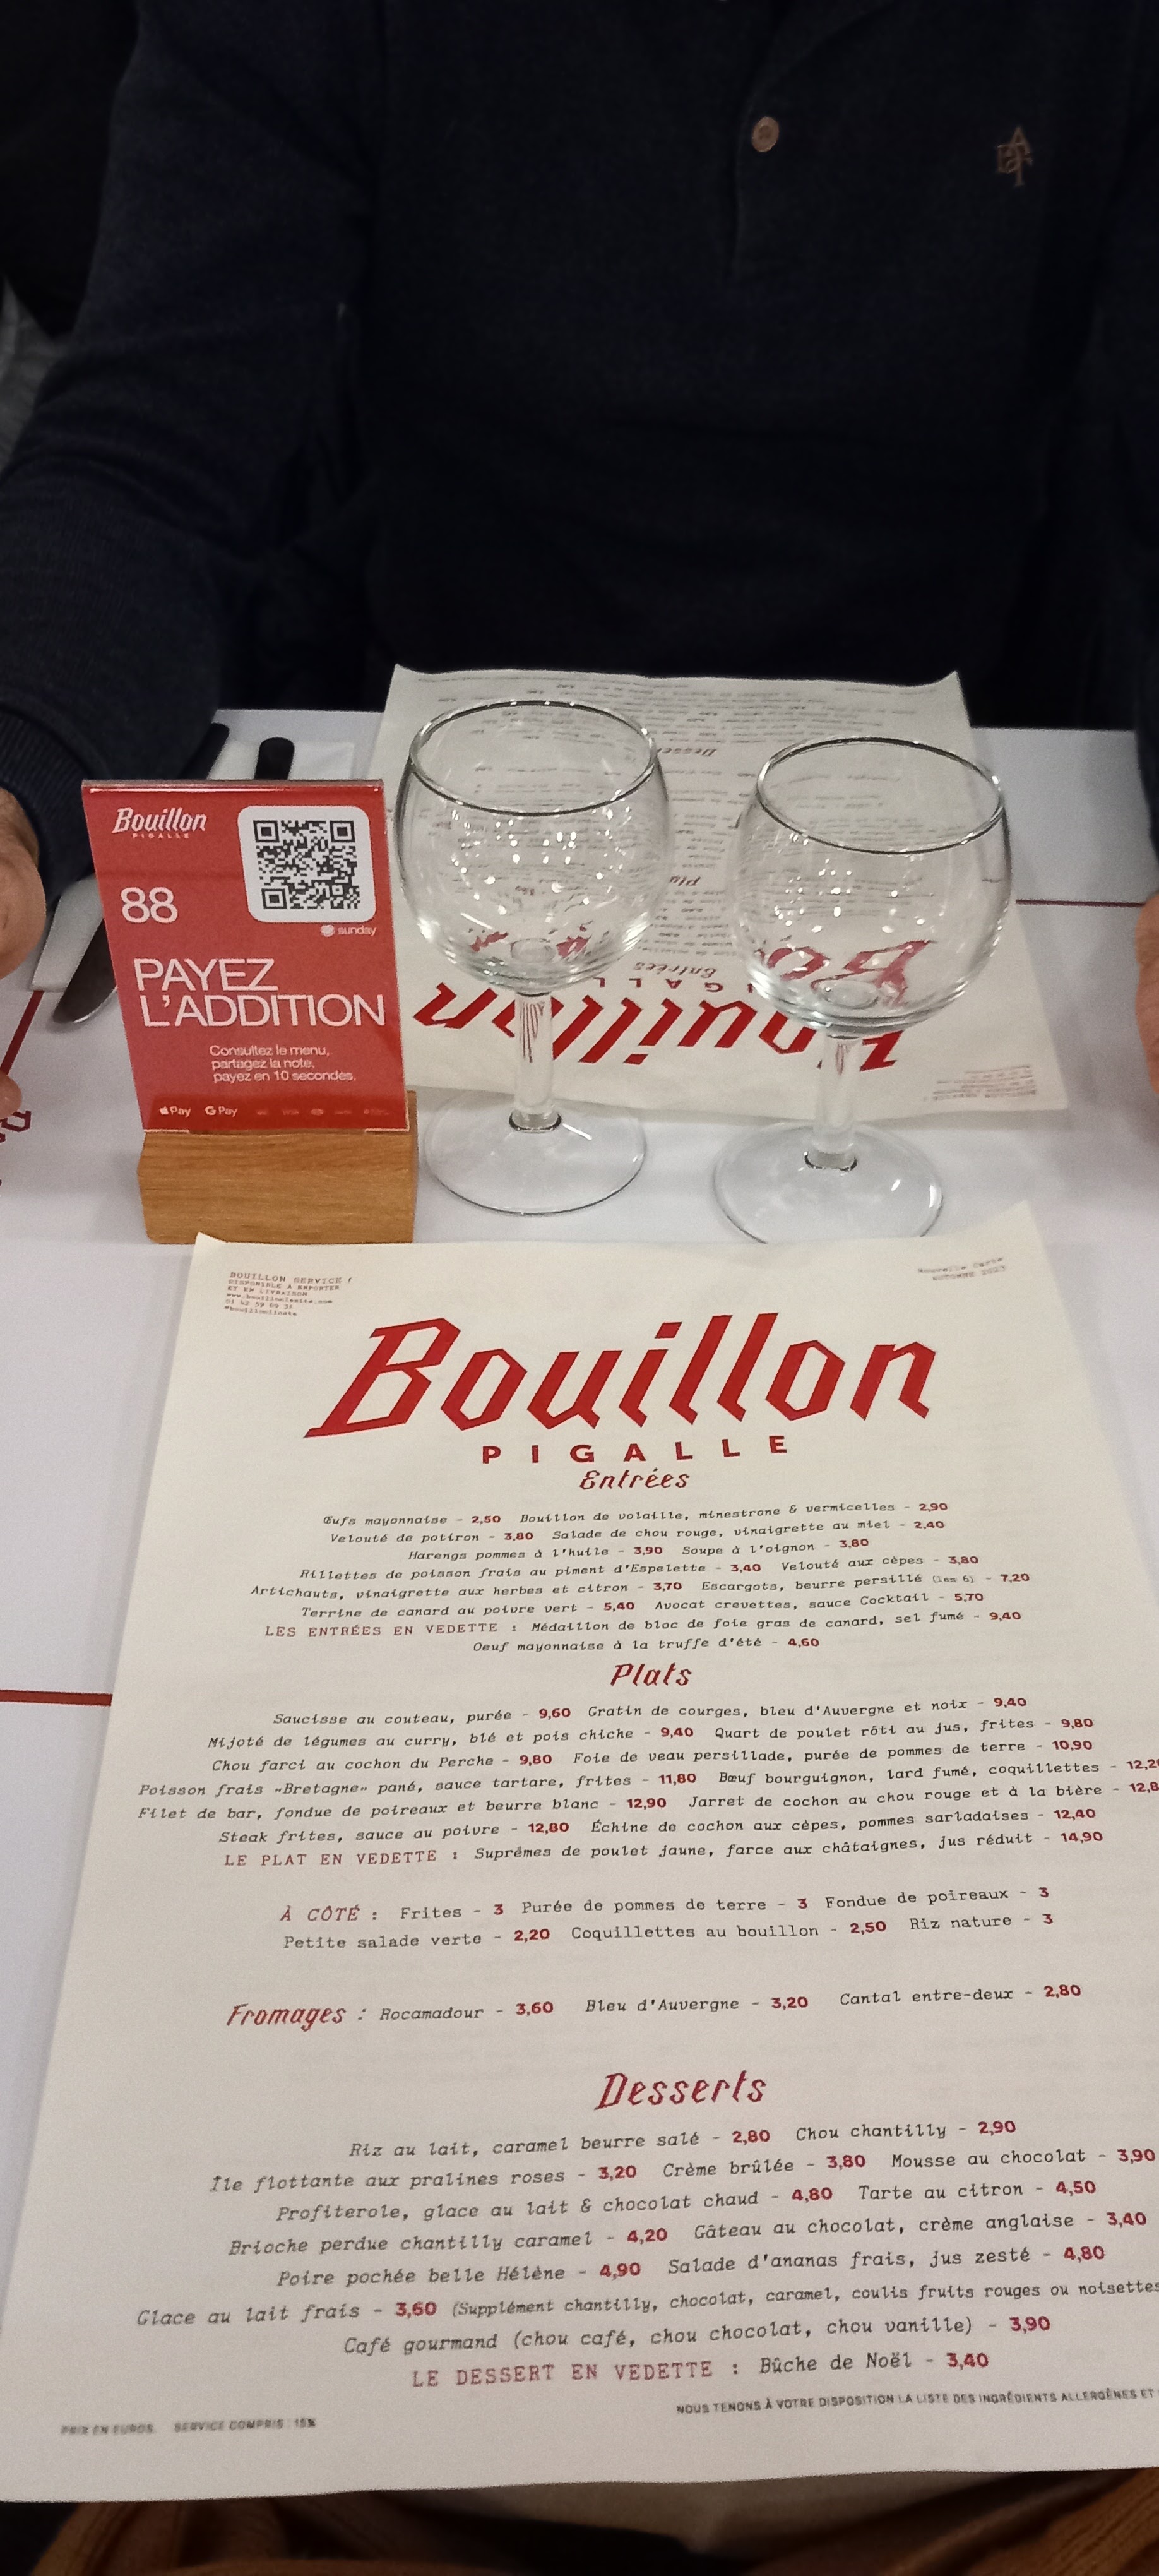 Bouillon
PIGALLE
88
sunday
PAYEZ
L'ADDITION
Consultez le menu,
partagez la note,
payez en 10 secondes.
Pay G Pay
Desser
Plats
Entrées
Bouillon
BOUILLON SERVICE !
DISPONIBLE À EMPORTER
ET EN LIVRAISON
Nouvelle Carte
AUTOMNE 2023
Bouillon
PIGALLE
Entrées
Œufs mayonnaise - 2,50 Bouillon de volaille, minestrone & vermicelles - 2,90
Velouté de potiron - 3,80 Salade de chou rouge, vinaigrette au miel - 2,40
Harengs pommes à l'huile - 3,90 Soupe à l'oignon - 3,80
Rillettes de poisson frais au piment d'Espelette - 3,40 Velouté aux cèpes - 3,80
Artichauts, vinaigrette aux herbes et citron - 3,70 Escargots, beurre persillé (les 6) - 7,20
Terrine de canard au poivre vert - 5,40 Avocat crevettes, sauce Cocktail - 5,70
LES ENTRÉES EN VEDETTE : Médaillon de bloc de foie gras de canard, sel fumé - 9,40
Oeuf mayonnaise à la truffe d'été - 4,60
Plats
Saucisse au couteau, purée - 9,60 Gratin de courges, bleu d'Auvergne et noix - 9,40
Mijoté de légumes au curry, blé et pois chiche - 9,40 Quart de poulet rôti au jus, frites - 9,80
Chou farci au cochon du Perche - 9,80 Foie de veau persillade, purée de pommes de terre - 10,90
Poisson frais «Bretagne» pané, sauce tartare, frites - 11,80 Bœuf bourguignon, lard fumé, coquillettes - 12,2
Filet de bar, fondue de poireaux et beurre blanc - 12,90 Jarret de cochon au chou rouge et à la bière - 12,8
Steak frites, sauce au poivre - 12,80 Échine de cochon aux cèpes, pommes sarladaises - 12,40
LE PLAT EN VEDETTE : Suprêmes de poulet jaune, farce aux châtaignes, jus réduit - 14,90
À CÔTÉ : Frites - 3 Purée de pommes de terre - 3 Fondue de poireaux - 3
Petite salade verte - 2,20 Coquillettes au bouillon - 2,50 Riz nature - 3
Fromages : Rocamadour - 3,60 Bleu d'Auvergne - 3,20 Cantal entre-deux - 2,80
Desserts
Riz au lait, caramel beurre salé - 2,80 Chou chantilly - 2,90
Île flottante aux pralines roses - 3,20 Crème brûlée - 3,80 Mousse au chocolat - 3,90
Profiterole, glace au lait & chocolat chaud - 4,80 Tarte au citron - 4,50
Brioche perdue chantilly caramel - 4,20 Gâteau au chocolat, crème anglaise - 3,40
Poire pochée belle Hélène - 4,90 Salade d'ananas frais, jus zesté - 4,80
Glace au lait frais - 3,60 (Supplément chantilly, chocolat, caramel, coulis fruits rouges ou noisettes
Café gourmand (chou café, chou chocolat, chou vanille) - 3,90
LE DESSERT EN VEDETTE : Bûche de Noël - 3,40
NOUS TENONS À VOTRE DISPOSITION LA LISTE DES INGRÉDIENTS ALLERGÈNES ET
PRIX EN EUROS. SERVICE COMPRIS : 15%